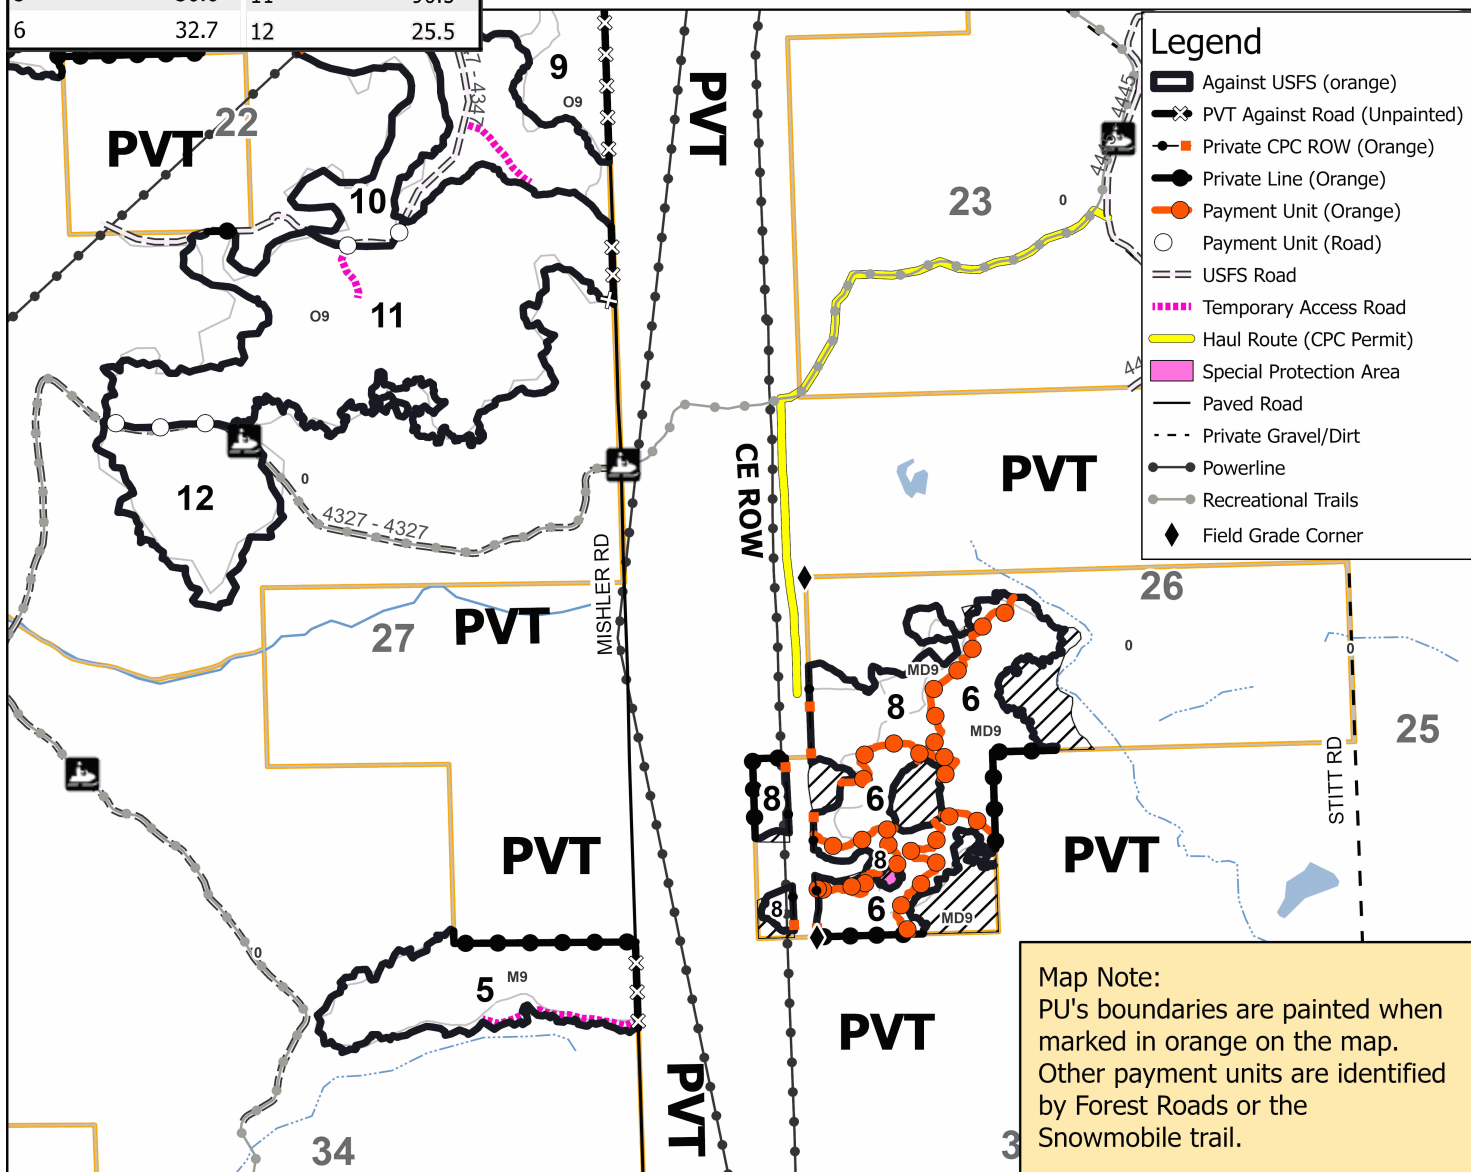 6 32.7 12 25.5
Legend
Against USFS (orange)
PVT Against Road (Unpainted)
Private CPC ROW (Orange)
Private Line (Orange)
Payment Unit (Orange)
Payment Unit (Road)
USFS Road
Temporary Access Road
Haul Route (CPC Permit)
Special Protection Area
Paved Road
Private Gravel/Dirt
Powerline
Recreational Trails
Field Grade Corner
9
O9
PVT
22
PVT
10
23
0
4445
11
O9
12
0
4327 - 4327
PVT
CE ROW
MISHLER RD
26
27
PVT
0
0
MD9
8
6
MD9
25
STITT RD
8
6
PVT
PVT
8
8
6
MD9
0
5
M9
PVT
PVT
34
Map Note:
PU's boundaries are painted when
marked in orange on the map.
Other payment units are identified
by Forest Roads or the
Snowmobile trail.